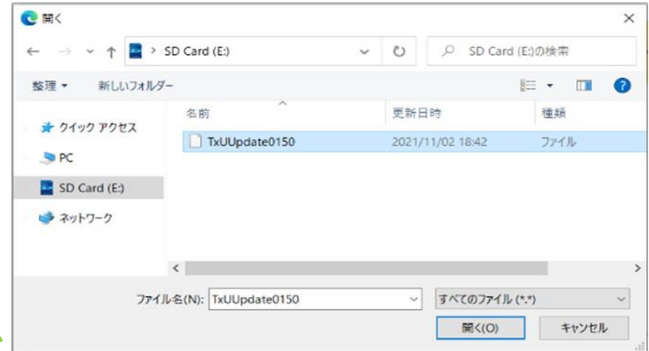 開く
SD Card (E:)
SD Card (E:)の検索
整理
新しいフォルダー
名前
更新日時
種類
クイック アクセス
PC
SD Card (E:)
ネットワーク
TxUUpdate0150
2021/11/02 18:42
ファイル
ファイル名(N):
TxUUpdate0150
すべてのファイル (*.*)
開く(O)
キャンセル